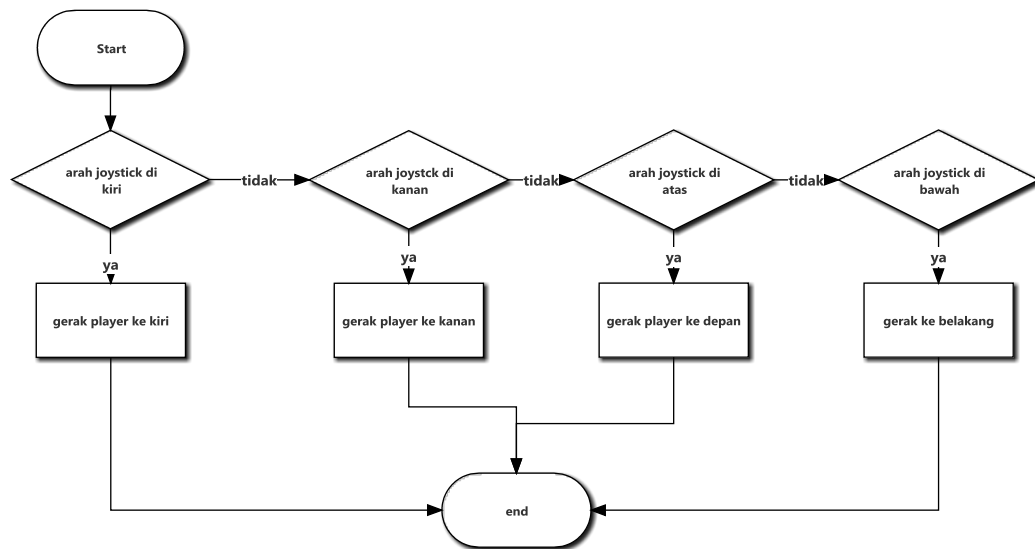 Start
arah joystick di
kiri
tidak
arah joystck di
kanan
tidak
arah joystick di
atas
tidak
arah joystick di
bawah
ya
ya
ya
ya
gerak player ke kiri
gerak player ke kanan
gerak player ke depan
gerak ke belakang
end